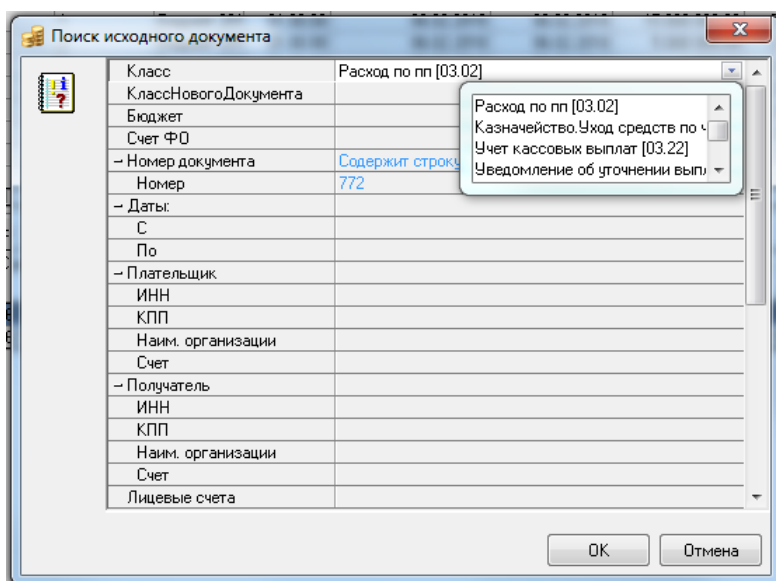 Поиск исходного документа
Класс Расход по пп [03.02]
КлассНовогоДокумента
Расход по пп [03.02]
Бюджет
Казначейство.Уход средств по ч
Счет ФО
Учет кассовых выплат [03.22]
Номер документа Содержит строку
Уведомление об уточнении выпл
Номер 772
Даты:
С
По
Плательщик
ИНН
КПП
Наим. организации
Счет
Получатель
ИНН
КПП
Наим. организации
Счет
Лицевые счета
OK Отмена